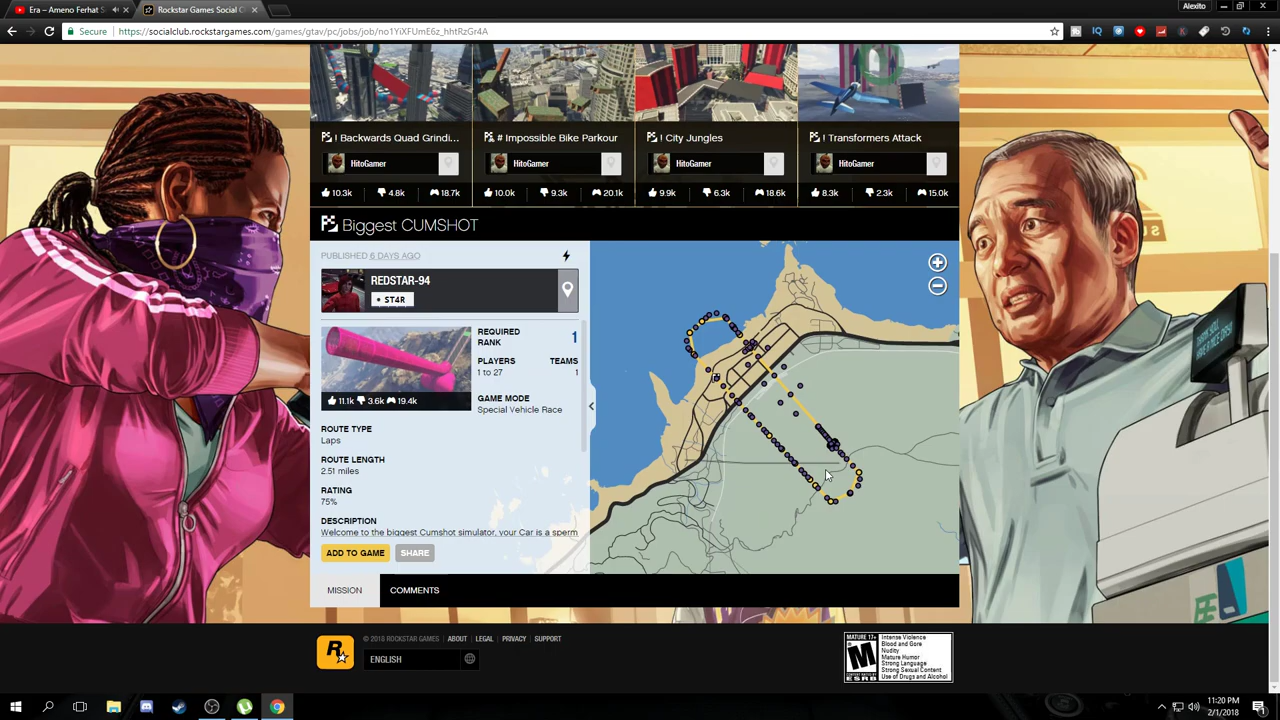 Era – Ameno Ferhat S
Rockstar Games Social C
Alexito
Secure
https://socialclub.rockstargames.com/games/gtav/pc/jobs/job/no1YiXFUmE6z_hhtRzGr4A
! Backwards Quad Grindi...
# Impossible Bike Parkour
! City Jungles
! Transformers Attack
HitoGamer
HitoGamer
HitoGamer
HitoGamer
10.3k 4.8k 18.7k
10.0k 9.3k 20.1k
9.9k 6.3k 18.6k
8.3k 2.3k 15.0k
Biggest CUMSHOT
PUBLISHED 6 DAYS AGO
REDSTAR-94
ST4R
REQUIRED
RANK
1
PLAYERS
1 to 27
TEAMS
1
GAME MODE
Special Vehicle Race
11.1k 3.6k 19.4k
ROUTE TYPE
Laps
ROUTE LENGTH
2.51 miles
RATING
75%
DESCRIPTION
Welcome to the biggest Cumshot simulator, your Car is a sperm
ADD TO GAME
SHARE
MISSION
COMMENTS
© 2018 ROCKSTAR GAMES ABOUT LEGAL PRIVACY SUPPORT
ENGLISH
MATURE 17+
M
ESRB
Intense Violence
Blood and Gore
Nudity
Mature Humor
Strong Language
Strong Sexual Content
Use of Drugs and Alcohol
11:20 PM
2/1/2018